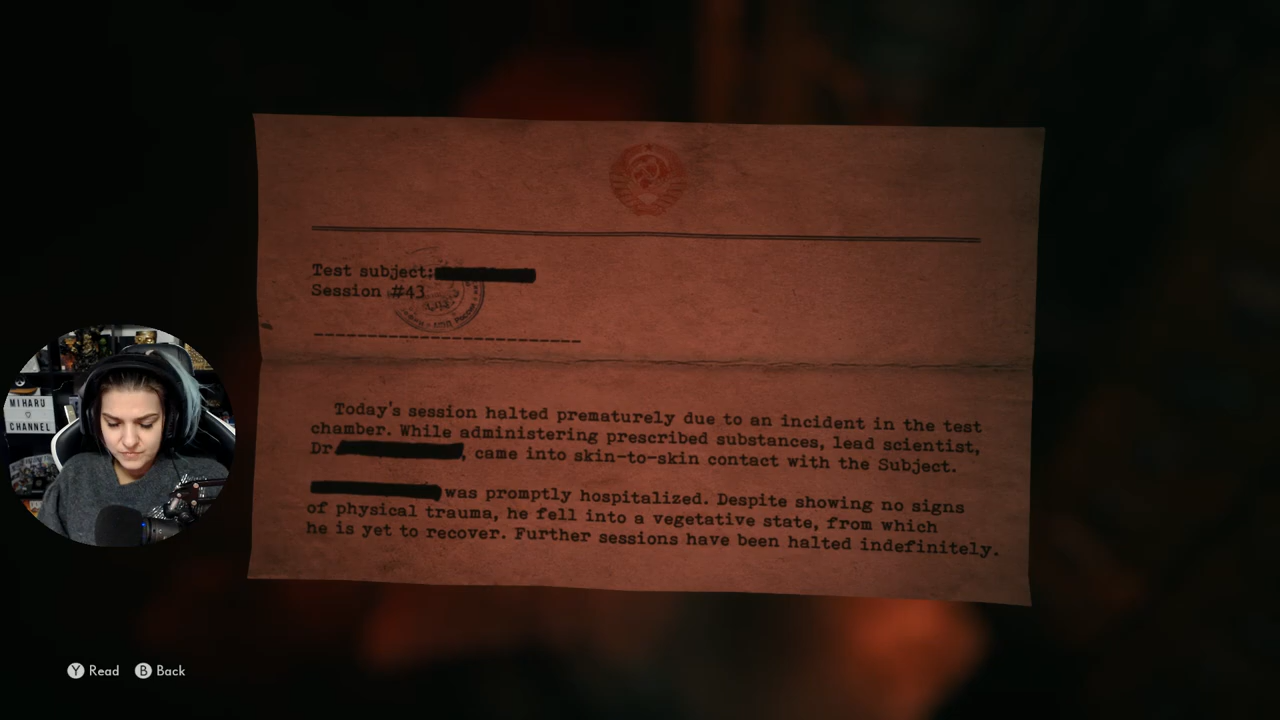 Test subject:
Session #43
Today's session halted prematurely due to an incident in the test
chamber. While administering prescribed substances, lead scientist,
Dr , came into skin-to-skin contact with the Subject.
was promptly hospitalized. Despite showing no signs
of physical trauma, he fell into a vegetative state, from which
he is yet to recover. Further sessions have been halted indefinitely.
MIHARU
CHANNEL
Y Read B Back